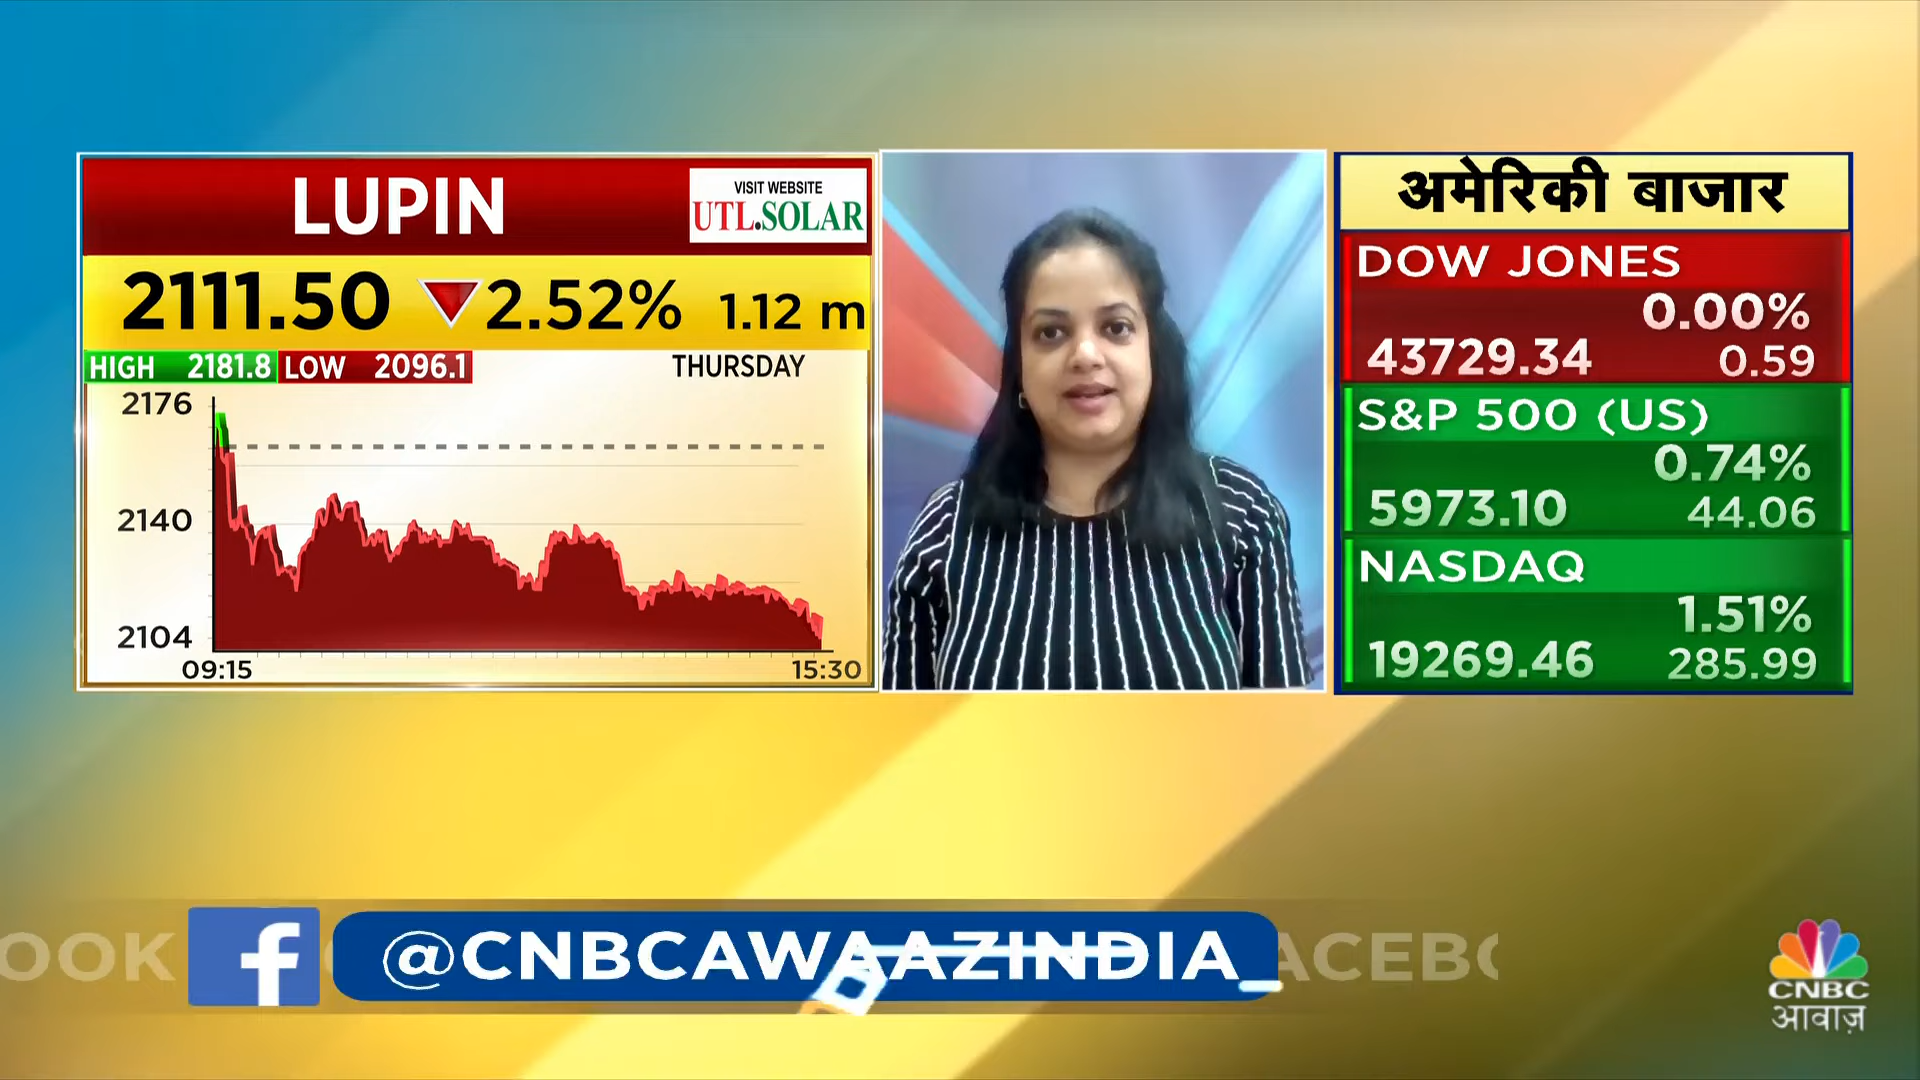 LUPIN
VISIT WEBSITE
UTL.SOLAR
2111.50 2.52% 1.12 m
HIGH 2181.8 LOW 2096.1 THURSDAY
2176
2140
2104
09:15 15:30
अमेरिकी बाजार
DOW JONES
0.00%
43729.34 0.59
S&P 500 (US)
0.74%
5973.10 44.06
NASDAQ
1.51%
19269.46 285.99
OOK f @CNBCAWAAZINDIA_ ACEBO
CNBC
आवाज़